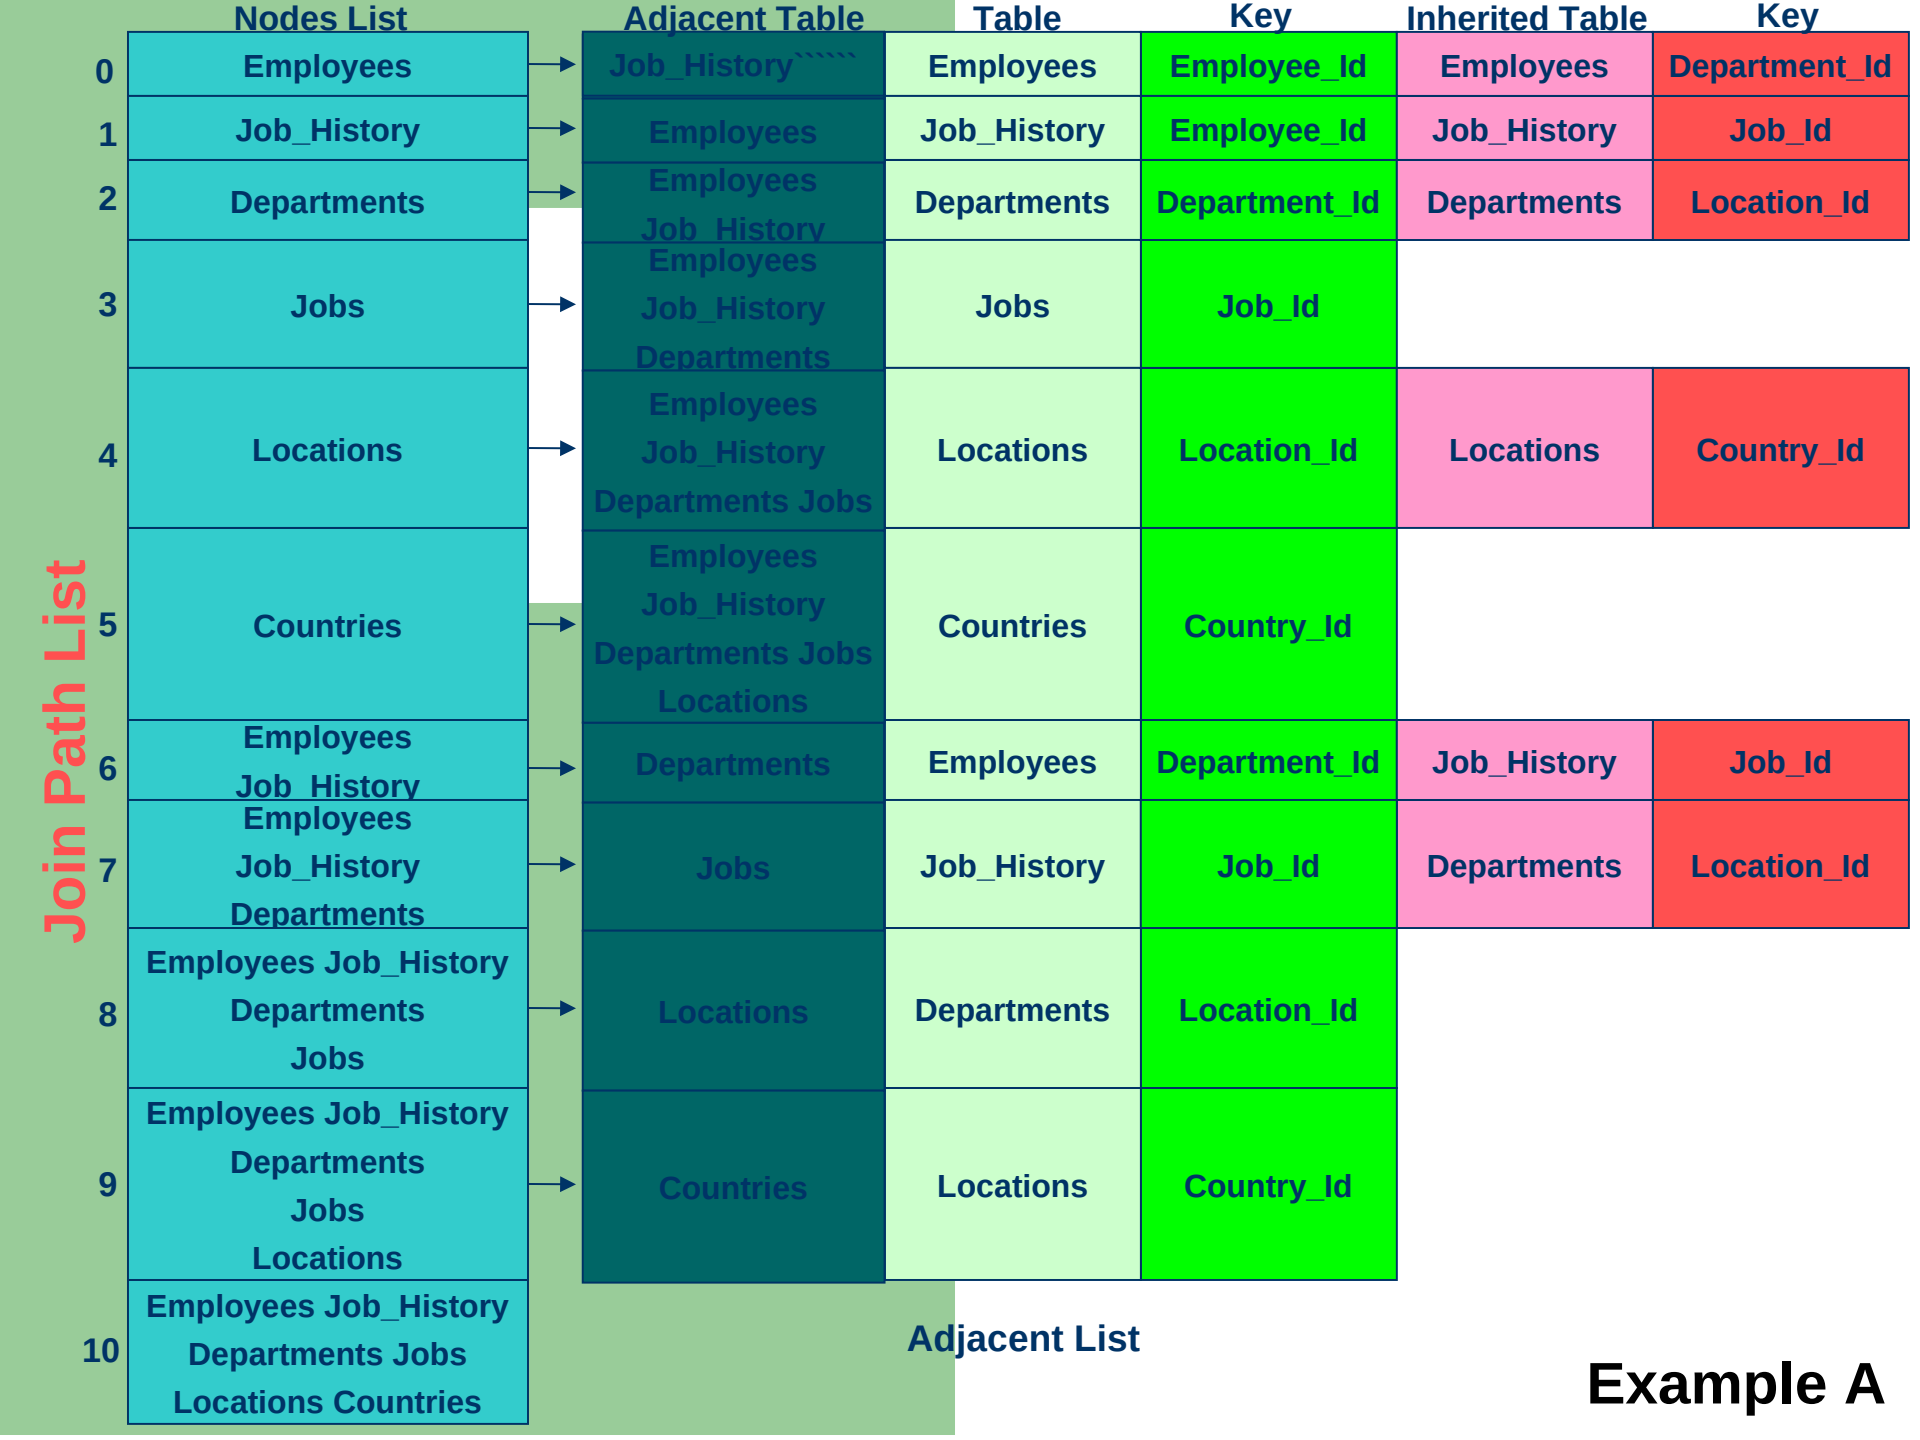 Nodes List Adjacent Table Table Key Inherited Table Key
0 Employees Job_History`````` Employees Employee_Id Employees Department_Id
1 Job_History Employees Job_History Employee_Id Job_History Job_Id
2 Departments Employees Departments Department_Id Departments Location_Id
Job_History
3 Jobs Employees Jobs Job_Id
Job_History
Departments
4 Locations Employees Locations Location_Id Locations Country_Id
Job_History
Departments Jobs
5 Countries Employees Countries Country_Id
Job_History
Departments Jobs
Locations
6 Employees Departments Employees Department_Id Job_History Job_Id
Job_History
7 Employees Jobs Job_History Job_Id Departments Location_Id
Job_History
Departments
8 Employees Job_History Locations Departments Location_Id
Departments
Jobs
9 Employees Job_History Countries Locations Country_Id
Departments
Jobs
Locations
10 Employees Job_History
Departments Jobs
Locations Countries
Join Path List
Adjacent List
Example A